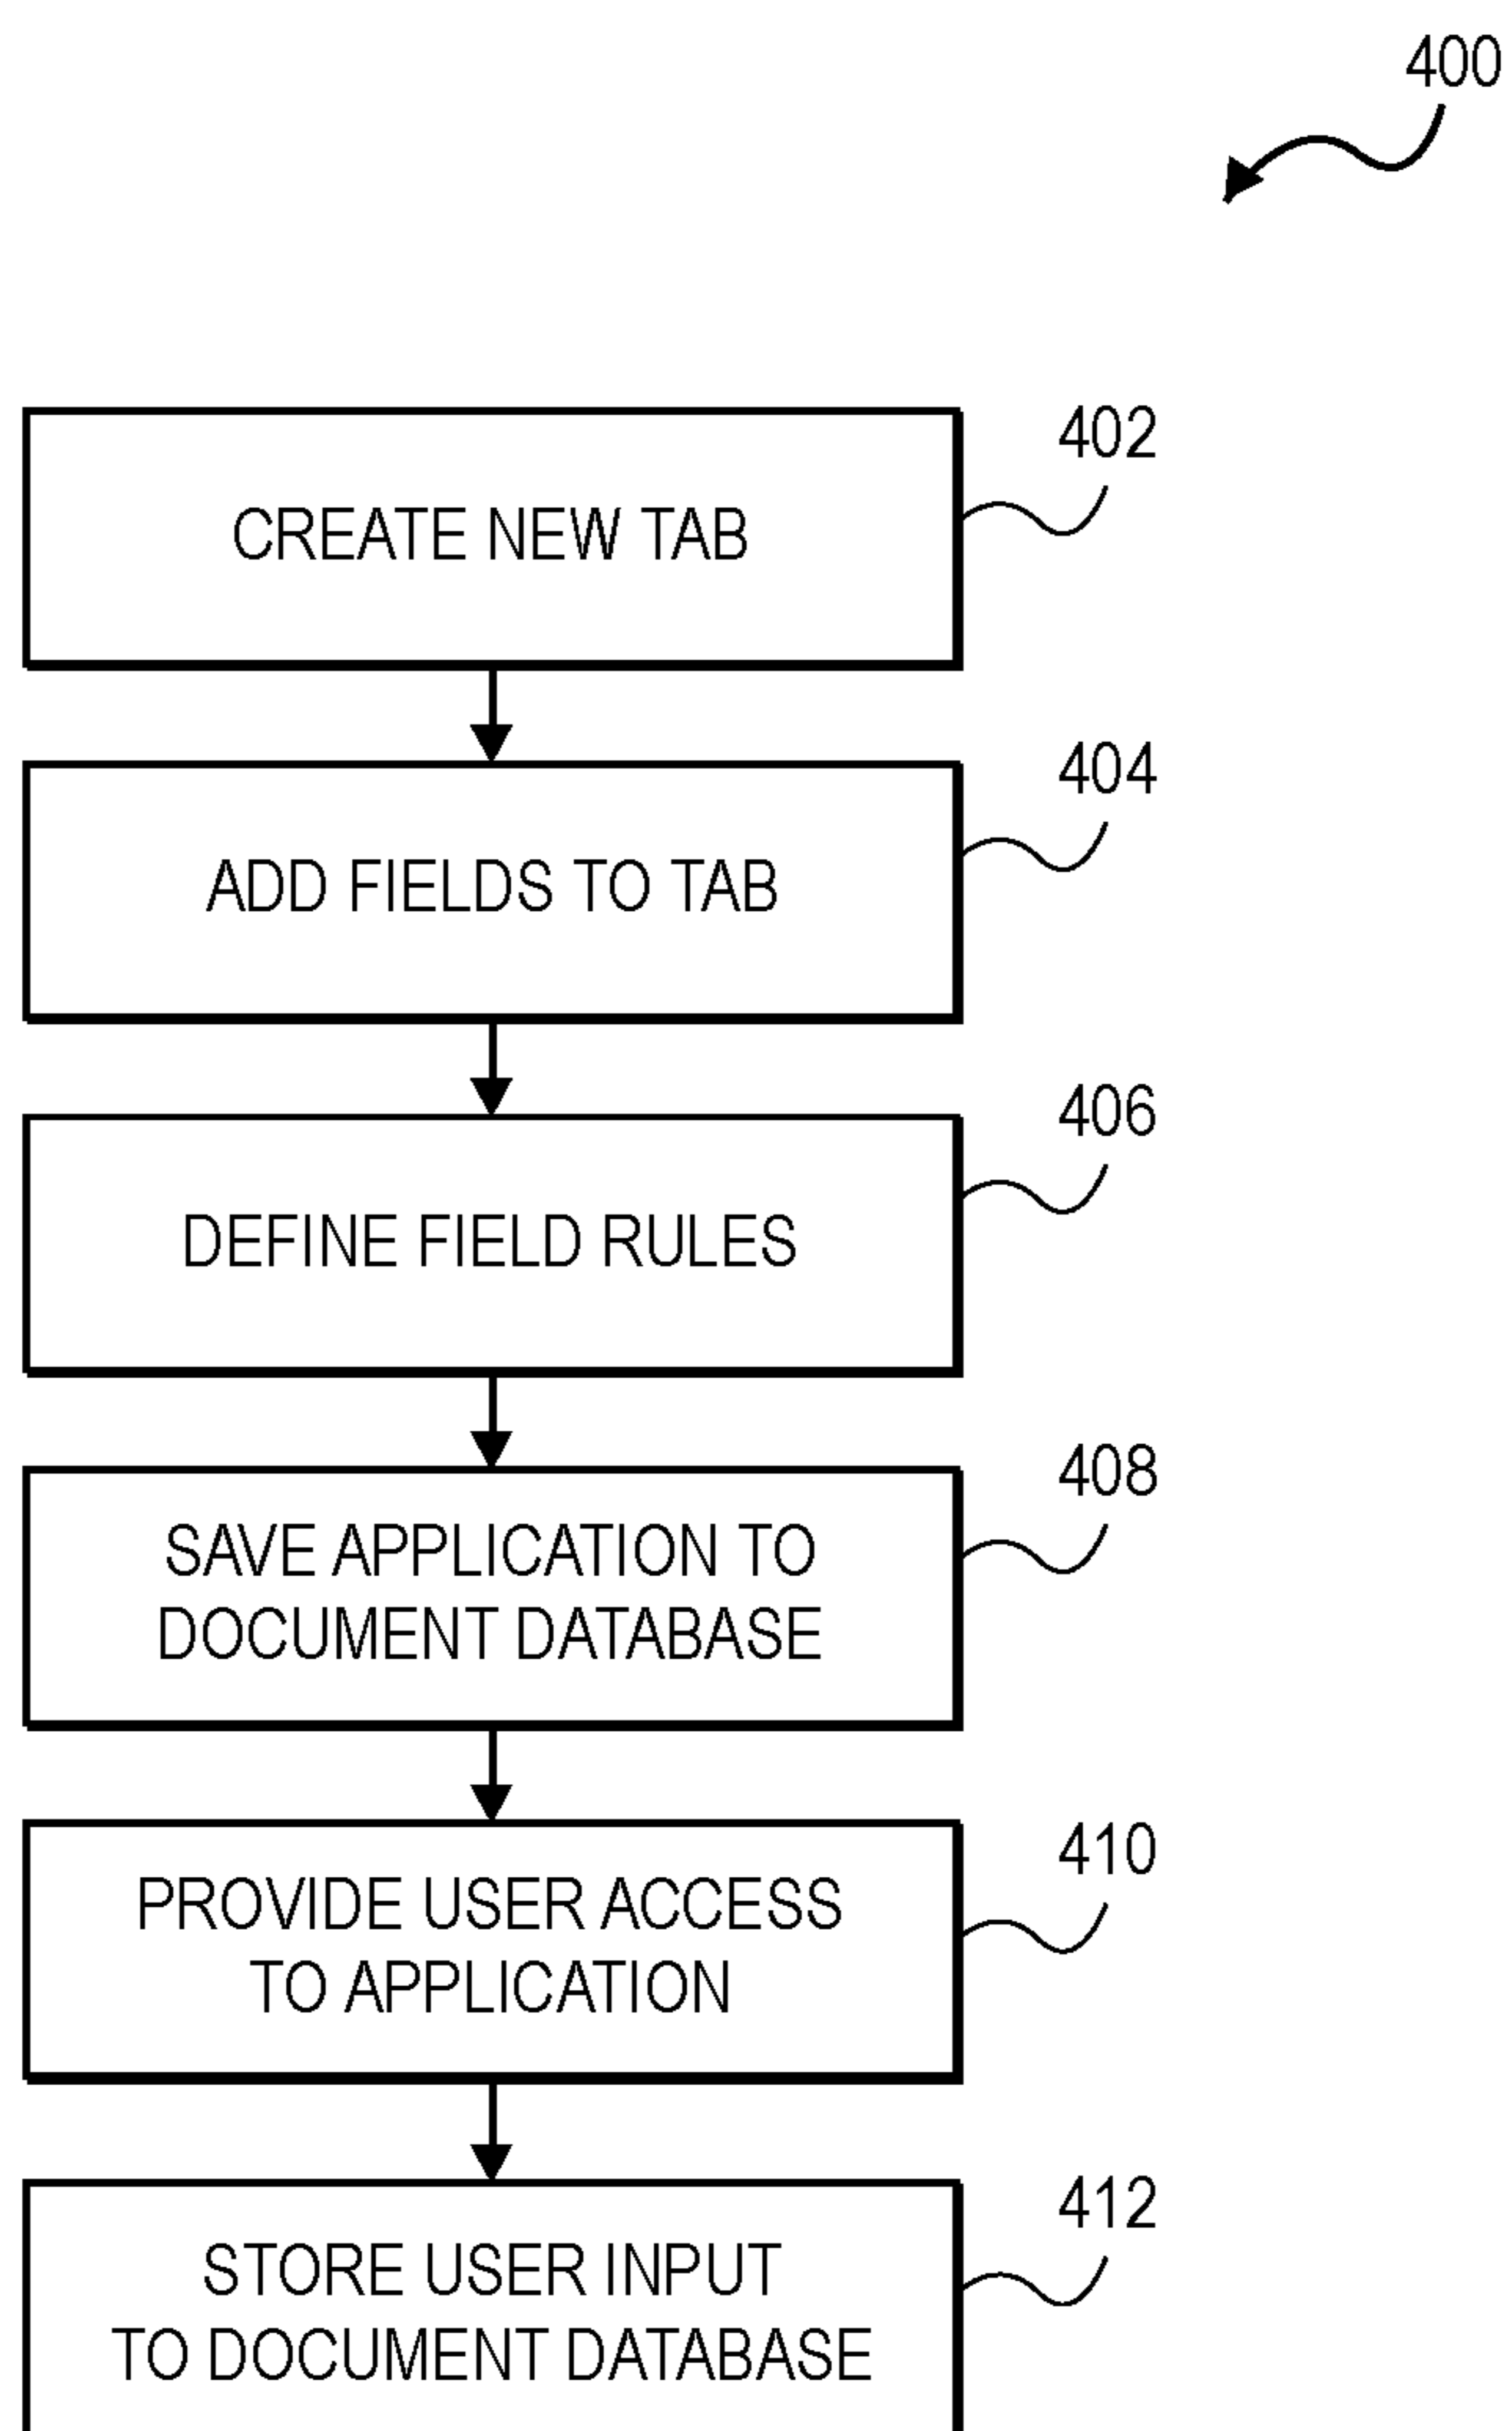 400
CREATE NEW TAB
402
ADD FIELDS TO TAB
404
DEFINE FIELD RULES
406
SAVE APPLICATION TO
DOCUMENT DATABASE
408
PROVIDE USER ACCESS
TO APPLICATION
410
STORE USER INPUT
TO DOCUMENT DATABASE
412